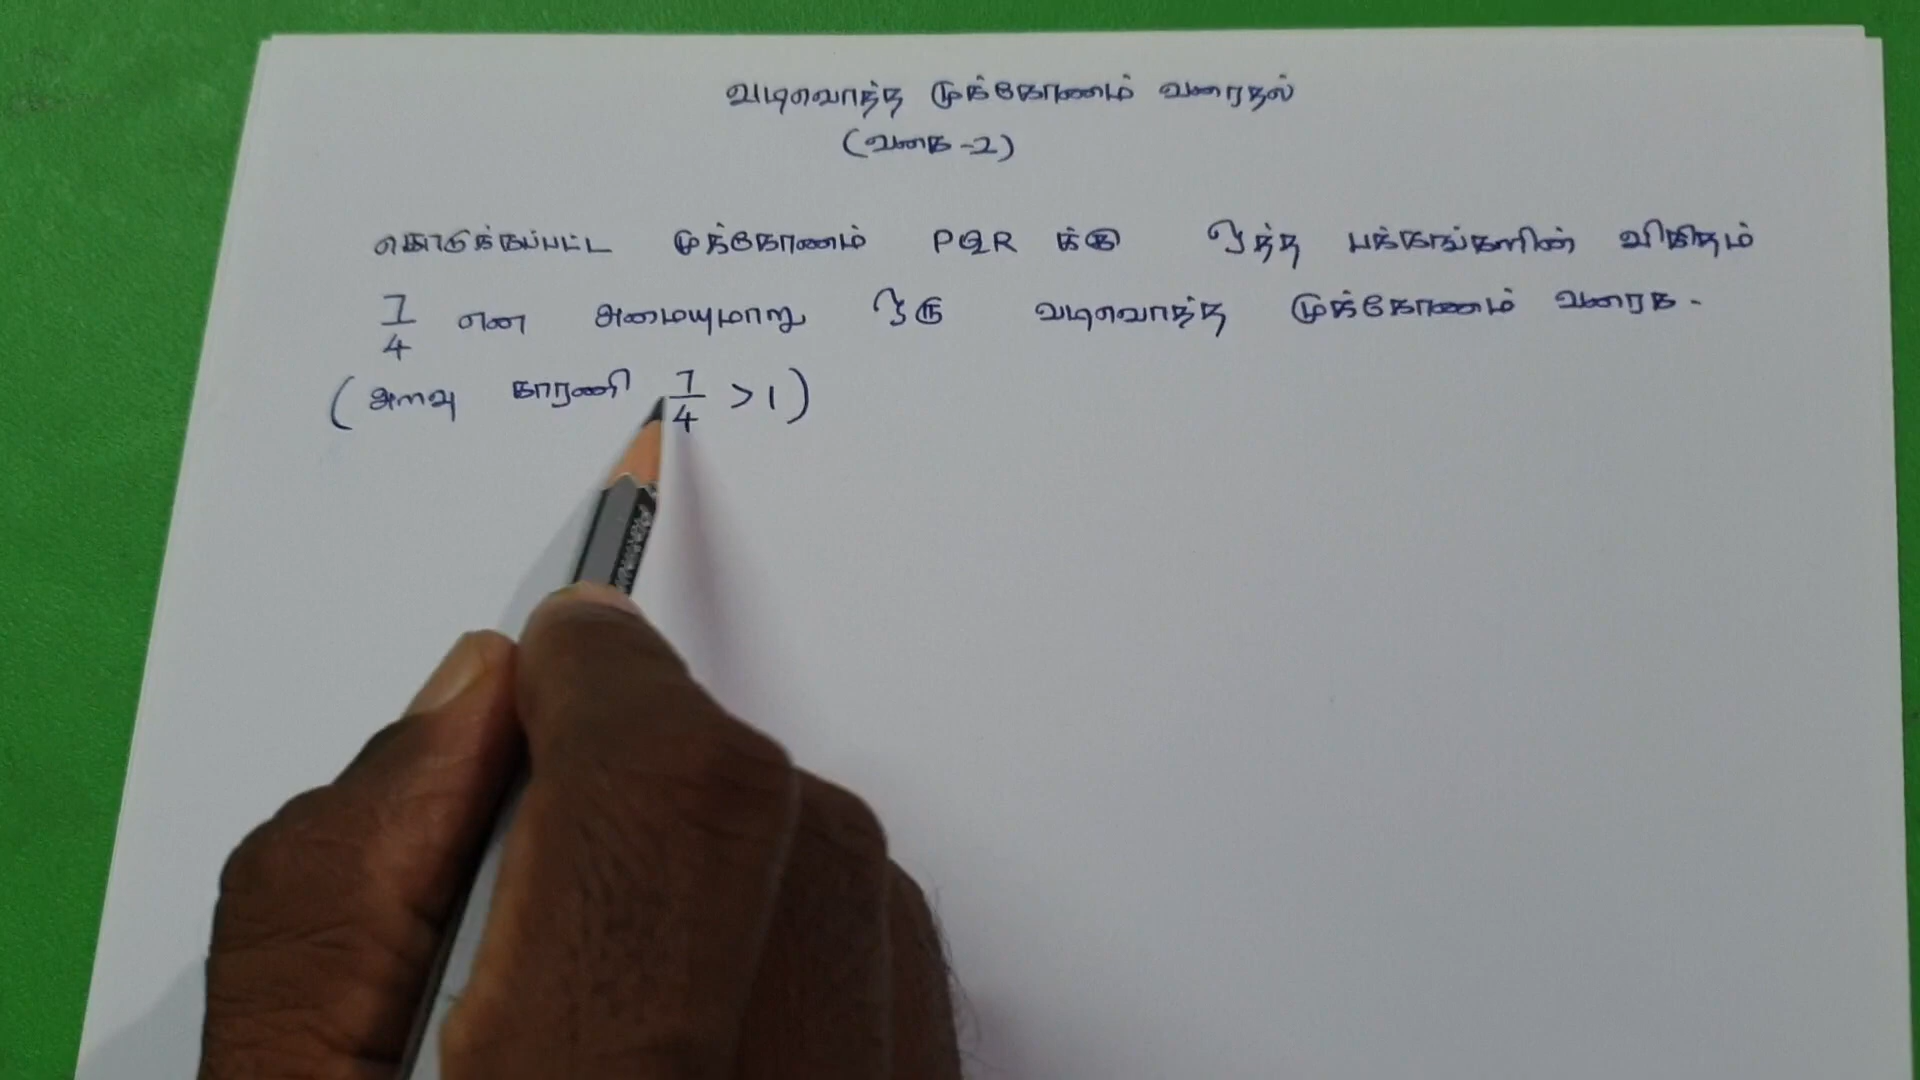 வடிவொத்த முக்கோணம் வரைதல்
(வகை -2)
கொடுக்கப்பட்ட முக்கோணம் PQR க்கு ஒத்த பக்கங்களின் விகிதம்
7/4 என அமையுமாறு ஒரு வடிவொத்த முக்கோணம் வரைக.
(அளவு காரணி 7/4 > 1)